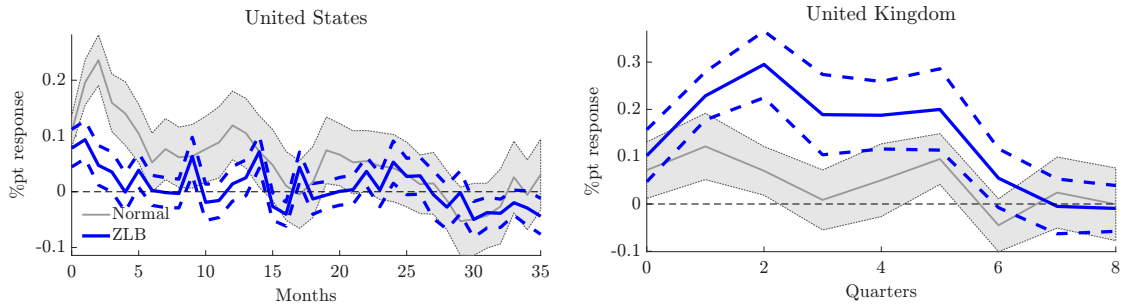 United States
%pt response
0.2
0.1
0
-0.1
Normal
ZLB
0 5 10 15 20 25 30 35
Months
United Kingdom
%pt response
0.3
0.2
0.1
0
-0.1
0 2 4 6 8
Quarters